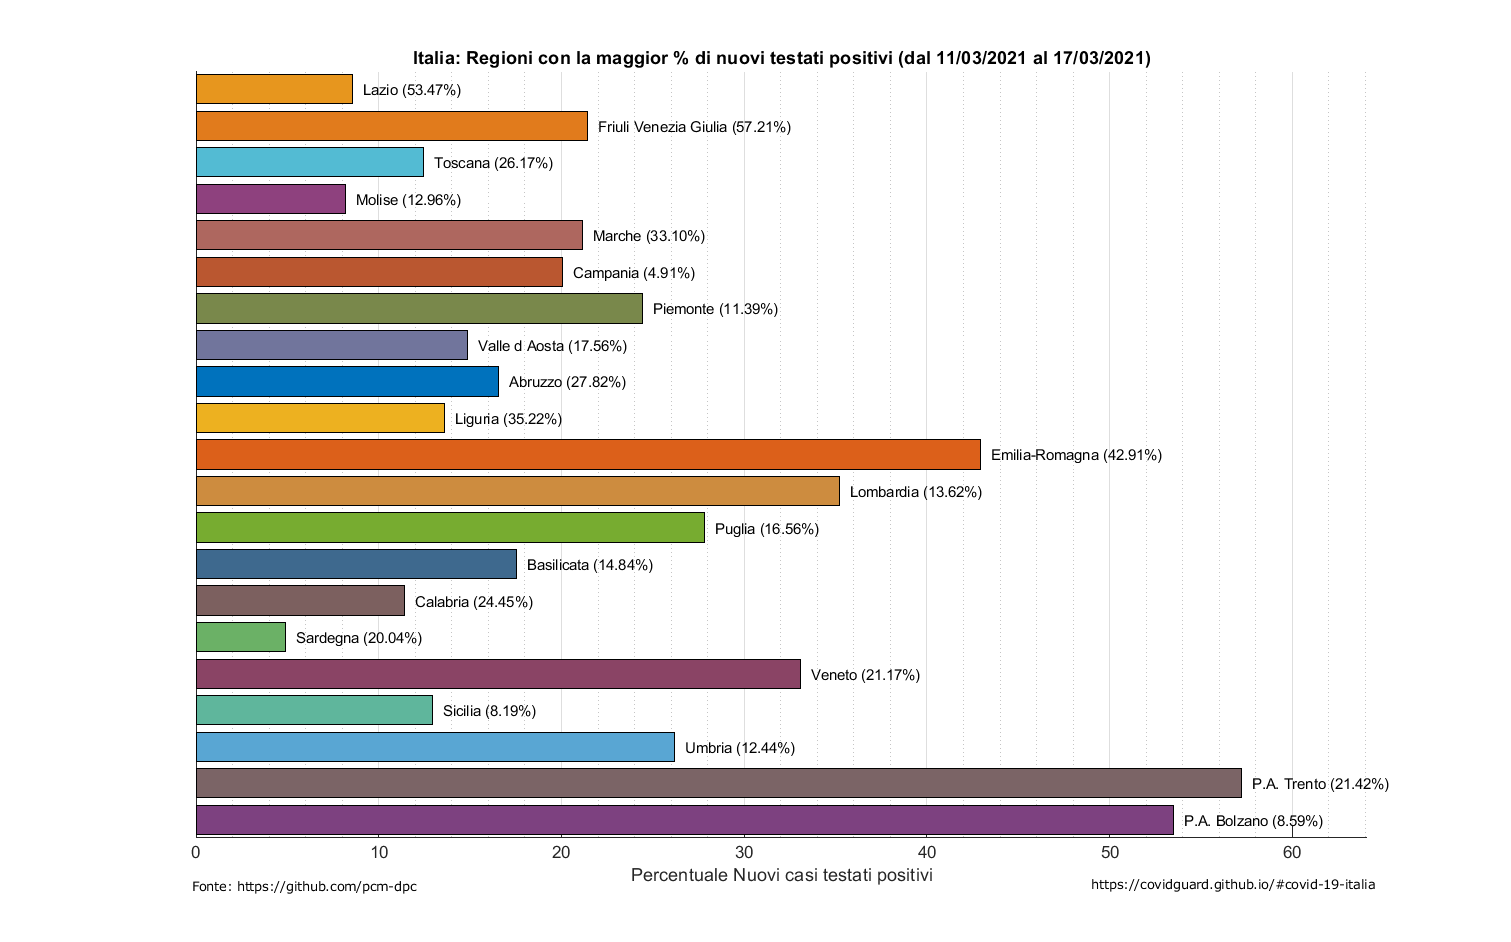 Italia: Regioni con la maggior % di nuovi testati positivi (dal 11/03/2021 al 17/03/2021)
Lazio (53.47%)
Friuli Venezia Giulia (57.21%)
Toscana (26.17%)
Molise (12.96%)
Marche (33.10%)
Campania (4.91%)
Piemonte (11.39%)
Valle d Aosta (17.56%)
Abruzzo (27.82%)
Liguria (35.22%)
Emilia-Romagna (42.91%)
Lombardia (13.62%)
Puglia (16.56%)
Basilicata (14.84%)
Calabria (24.45%)
Sardegna (20.04%)
Veneto (21.17%)
Sicilia (8.19%)
Umbria (12.44%)
P.A. Trento (21.42%)
P.A. Bolzano (8.59%)
0 10 20 30 40 50 60
Percentuale Nuovi casi testati positivi
Fonte: https://github.com/pcm-dpc
https://covidguard.github.io/#covid-19-italia